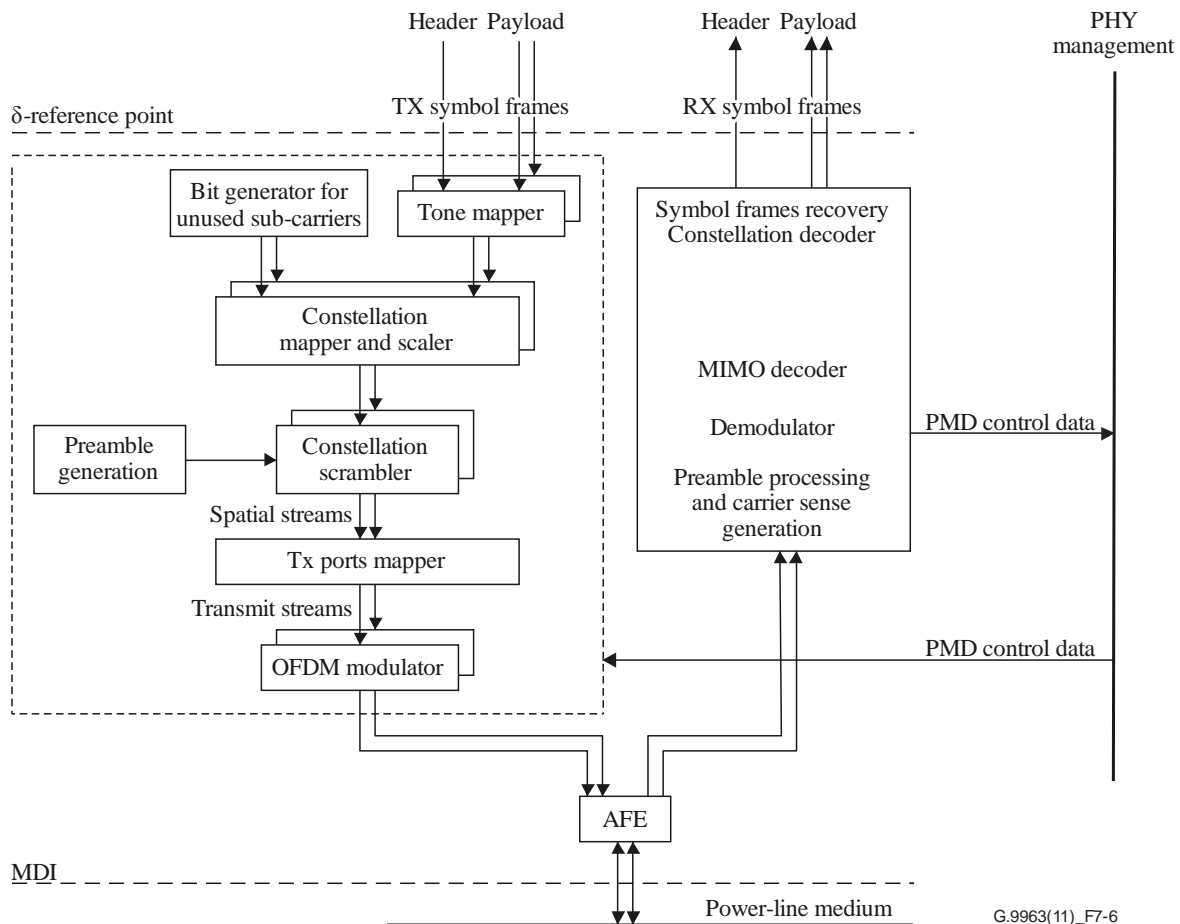 Header Payload
Header Payload
PHY
management
TX symbol frames
RX symbol frames
δ-reference point
Bit generator for
unused sub-carriers
Tone mapper
Symbol frames recovery
Constellation decoder
Constellation
mapper and scaler
MIMO decoder
Preamble
generation
Constellation
scrambler
Demodulator
PMD control data
Preamble processing
and carrier sense
generation
Spatial streams
Tx ports mapper
Transmit streams
OFDM modulator
PMD control data
AFE
MDI
Power-line medium
G.9963(11)_F7-6